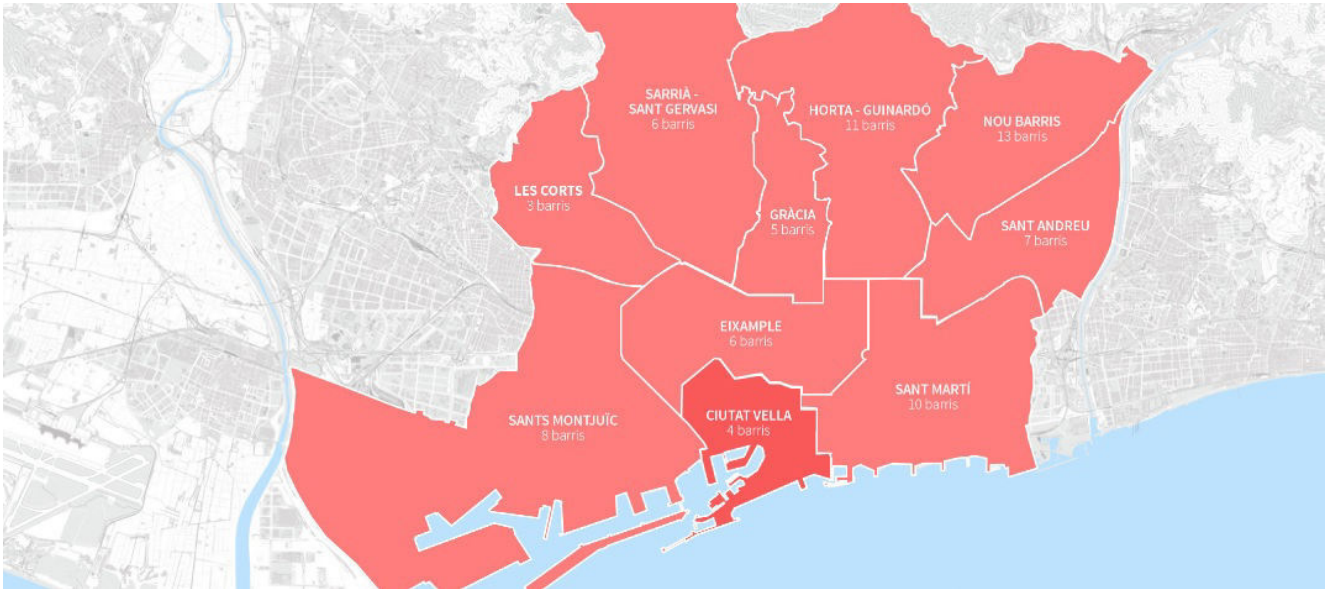 SARRIÀ -
SANT GERVASI
6 barris
HORTA - GUINARDÓ
11 barris
NOU BARRIS
13 barris
LES CORTS
3 barris
GRÀCIA
5 barris
SANT ANDREU
7 barris
EIXAMPLE
6 barris
SANT MARTÍ
10 barris
SANTS MONTJUÏC
8 barris
CIUTAT VELLA
4 barris